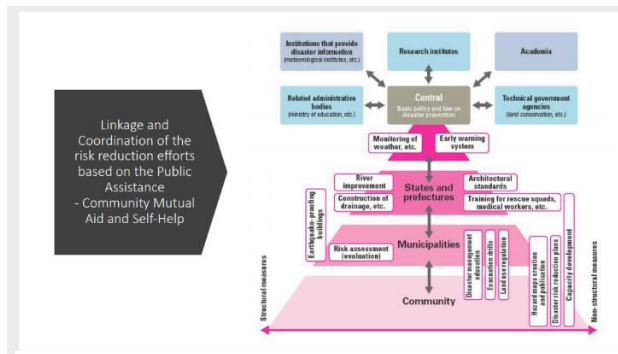 Linkage and
Coordination of the
risk reduction efforts
based on the Public
Assistance
- Community Mutual
Aid and Self-Help
Institutions that provide
disaster information
(meteorological institutes, etc.)
Research institutes
Academia
Related administrative
bodies
(ministry of education, etc.)
Central
Basic policy and law on
disaster prevention
Technical government
agencies
(land conservation, etc.)
Monitoring of
weather, etc.
Early warning
system
River
improvement
Architectural
standards
States and
prefectures
Construction of
drainage, etc.
Training for rescue squads,
medical workers, etc.
Earthquake-proofing
buildings
Risk assessment
(evaluation)
Municipalities
Disaster management
education
Evacuation drills
Land use regulation
Hazard maps creation
and publication
Disaster risk reduction plans
Capacity development
Community
Structural measures
Non-structural measures